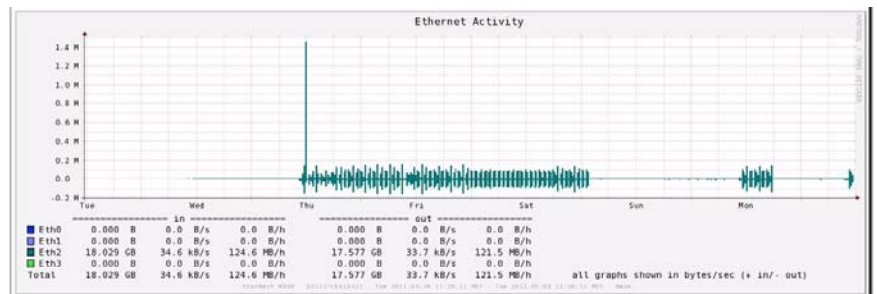 Ethernet Activity
1.4 M
1.2 M
1.0 M
0.8 M
0.6 M
0.4 M
0.2 M
0.0
-0.2 M
Tue Wed Thu Fri Sat Sun Mon
================== in ================== ================== out ==================
Eth0 0.000 B 0.0 B/s 0.0 B/h 0.000 B 0.0 B/s 0.0 B/h
Eth1 0.000 B 0.0 B/s 0.0 B/h 0.000 B 0.0 B/s 0.0 B/h
Eth2 18.029 GB 34.6 kB/s 124.6 MB/h 17.577 GB 33.7 kB/s 121.5 MB/h
Eth3 0.000 B 0.0 B/s 0.0 B/h 0.000 B 0.0 B/s 0.0 B/h
Total 18.029 GB 34.6 kB/s 124.6 MB/h 17.577 GB 33.7 kB/s 121.5 MB/h all graphs shown in bytes/sec (+ in/- out)